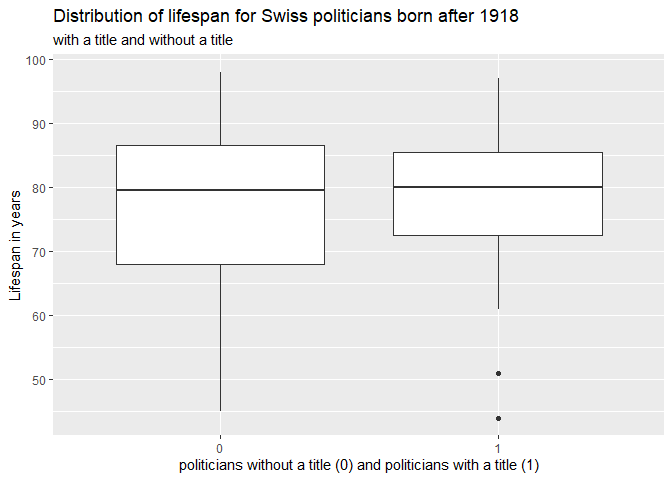 Distribution of lifespan for Swiss politicians born after 1918
with a title and without a title
Lifespan in years
100
90
80
70
60
50
0
1
politicians without a title (0) and politicians with a title (1)